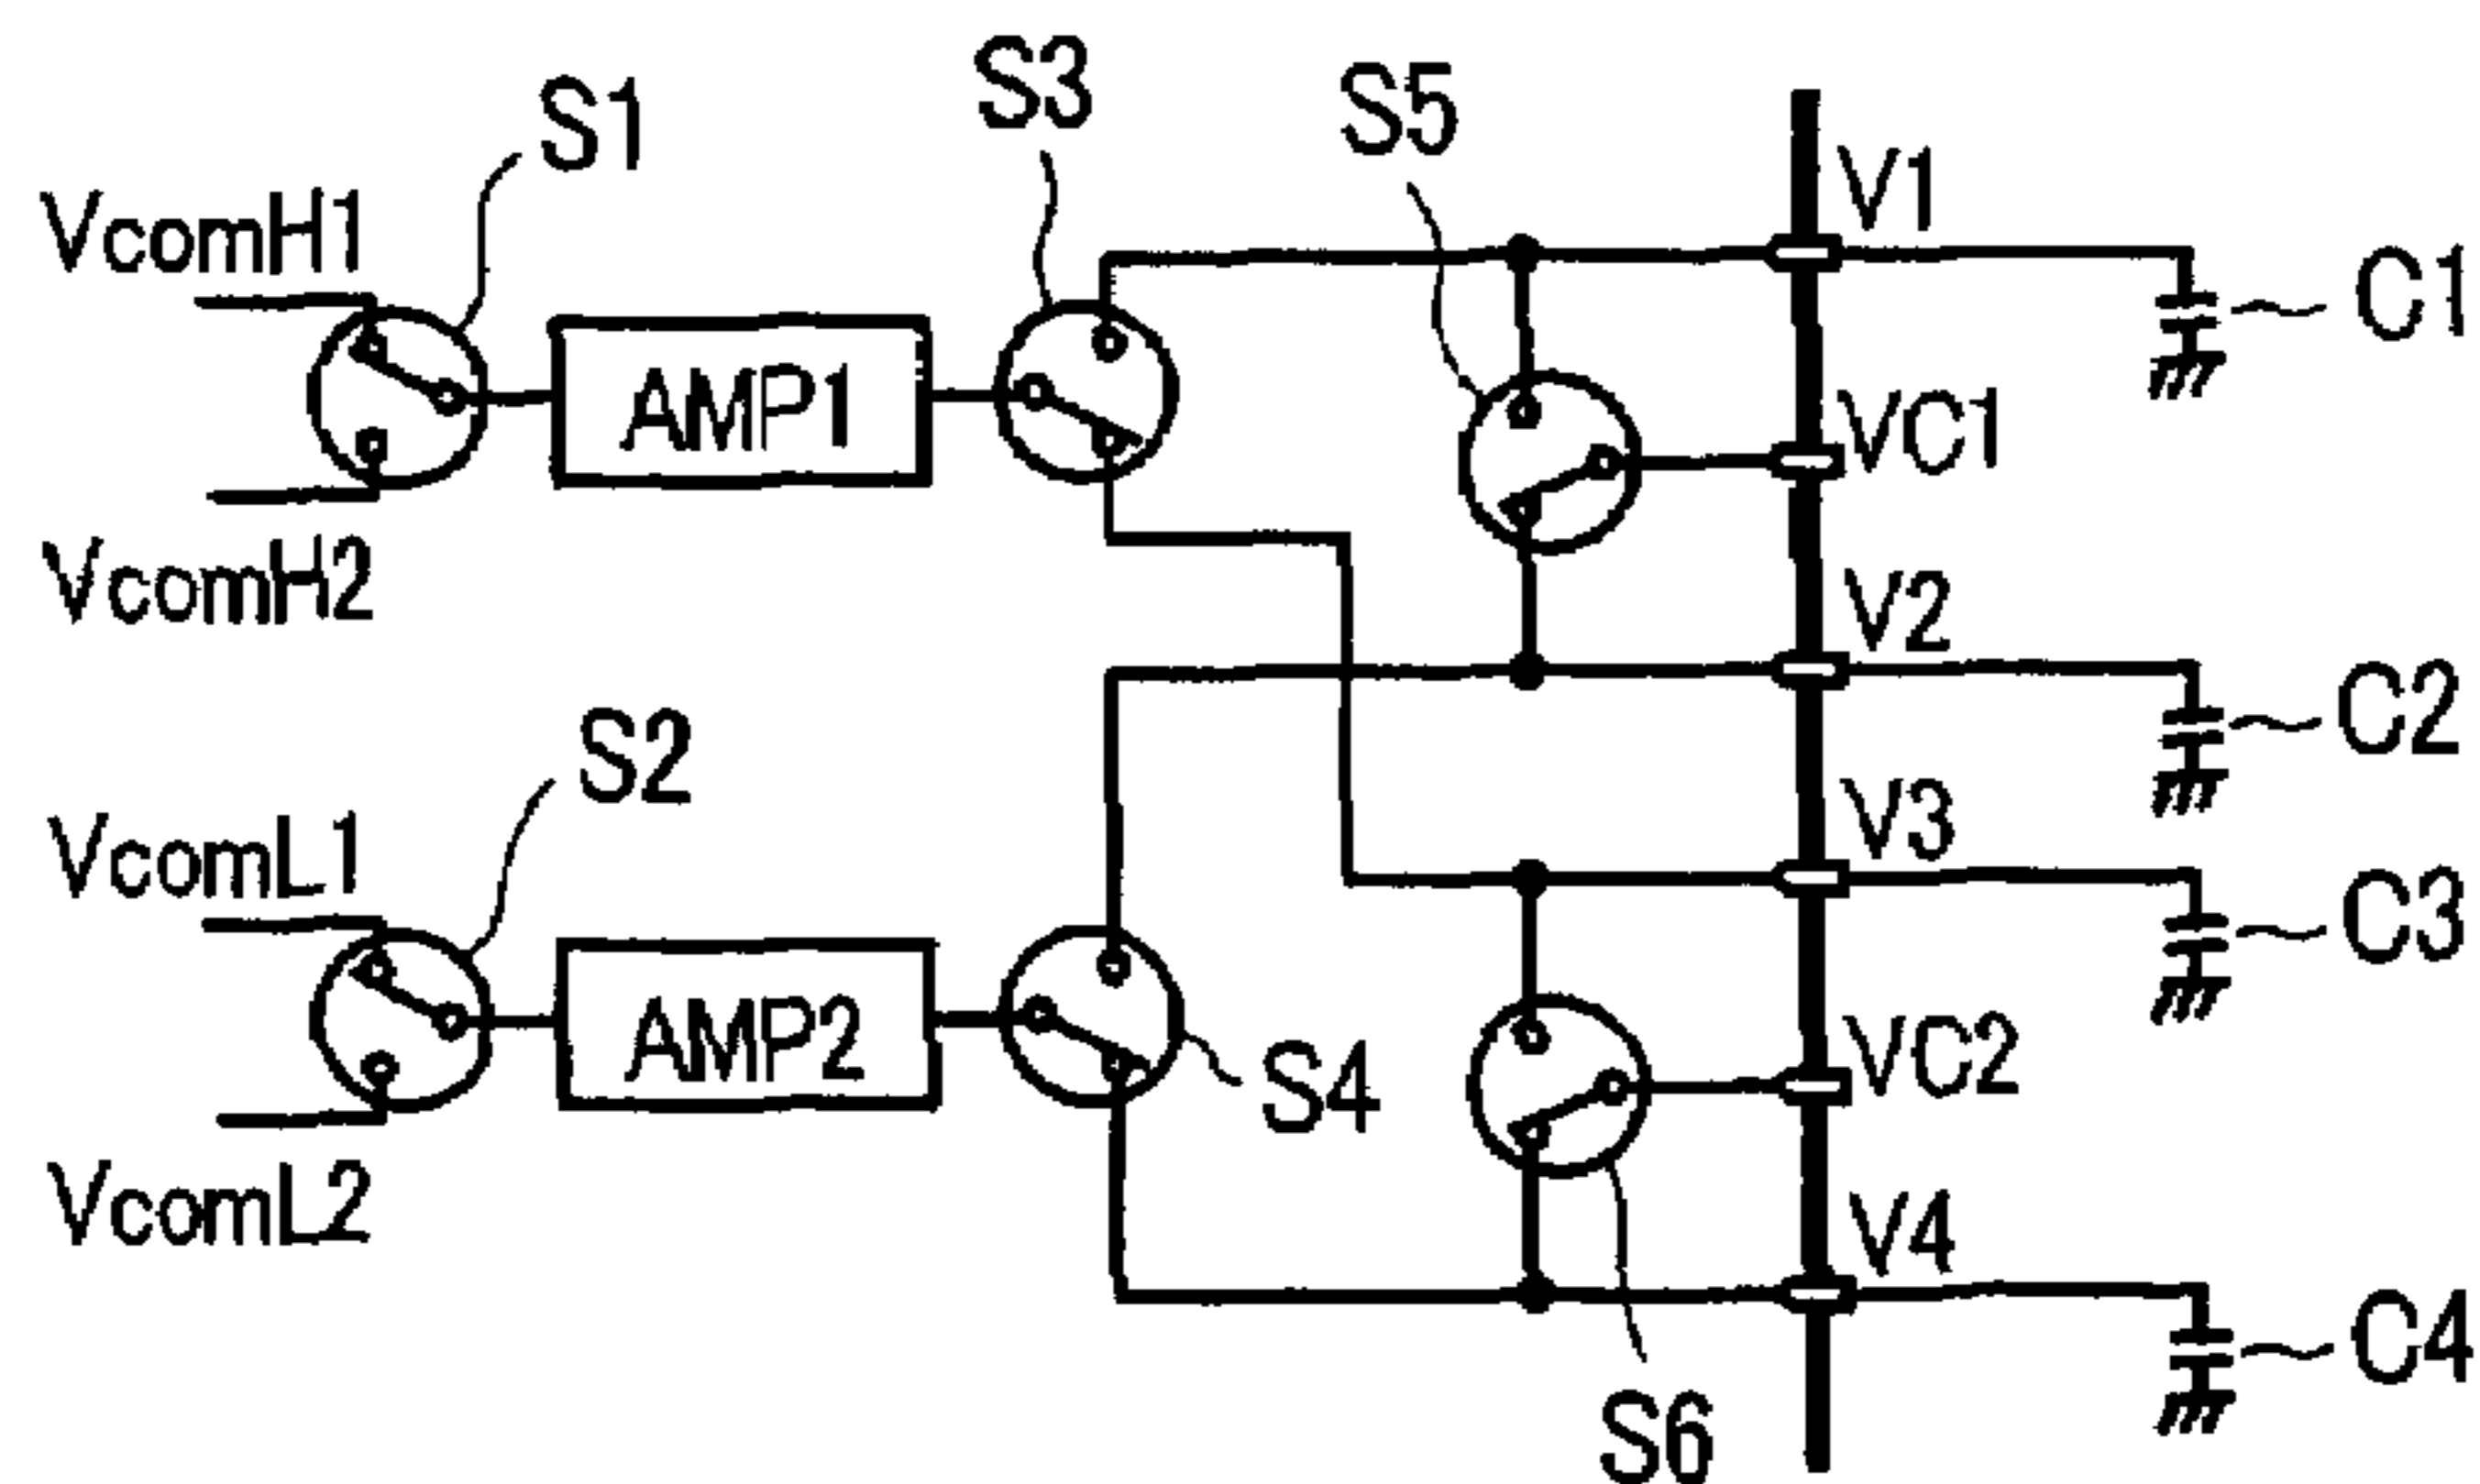 S3
S5
S1
V1
VcomH1
C1
AMP1
VC1
VcomH2
V2
S2
C2
VcomL1
V3
C3
AMP2
VC2
S4
VcomL2
V4
C4
S6